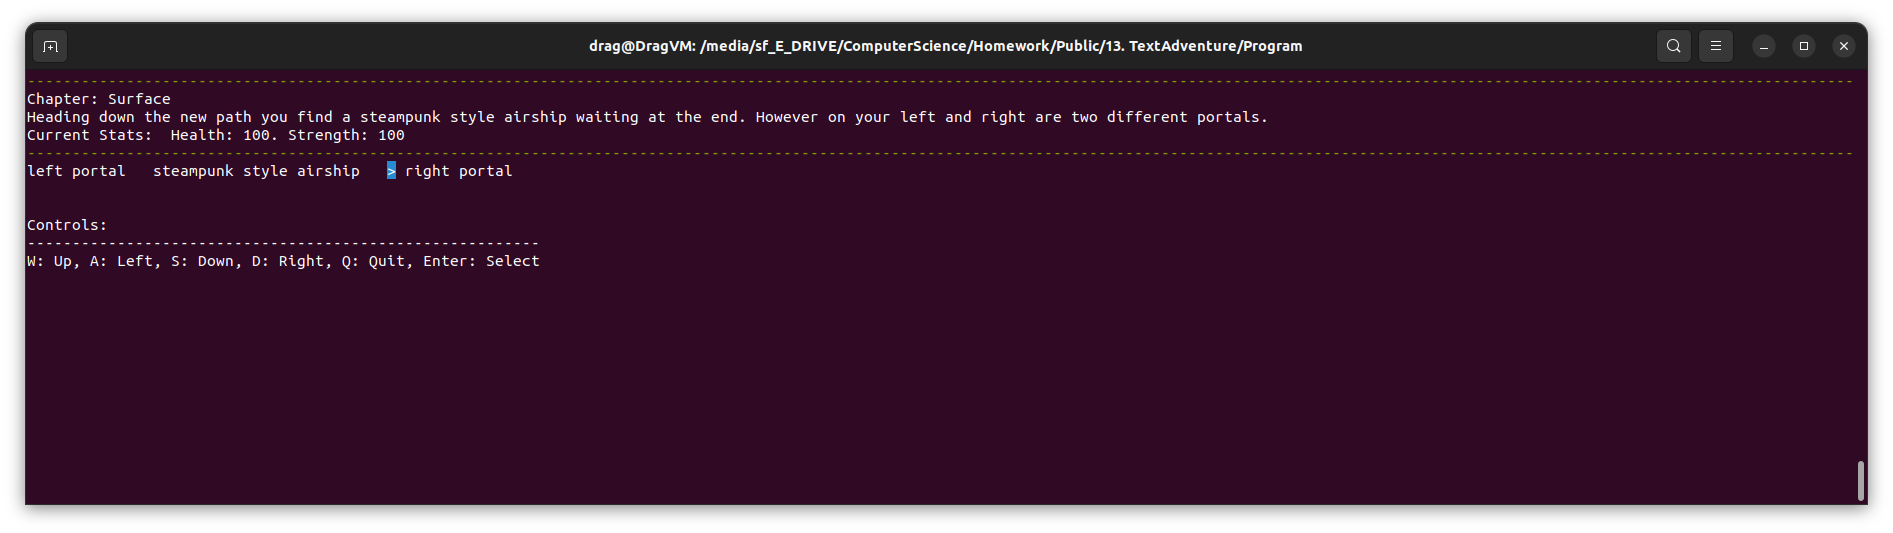 drag@DragVM: /media/sf_E_DRIVE/ComputerScience/Homework/Public/13. TextAdventure/Program
--------------------------------------------------------------------------------------------------------------------------------------------------------------------------------------------------------------
Chapter: Surface
Heading down the new path you find a steampunk style airship waiting at the end. However on your left and right are two different portals.
Current Stats:  Health: 100. Strength: 100
--------------------------------------------------------------------------------------------------------------------------------------------------------------------------------------------------------------
left portal   steampunk style airship   > right portal
Controls:
---------------------------------------------------------
W: Up, A: Left, S: Down, D: Right, Q: Quit, Enter: Select